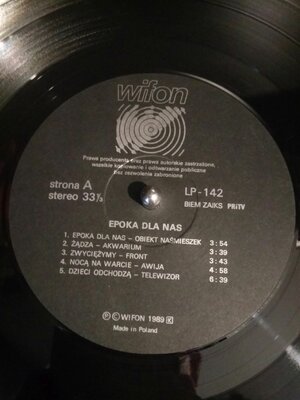 wifon
Prawa producenta oraz prawa autorskie zastrzeżone,
wszelkie kopiowanie i odtwarzanie publiczne
bez zezwolenia zabronione
strona A
stereo 33⅓
LP-142
BIEM ZAIKS PRiTV
EPOKA DLA NAS
1. EPOKA DLA NAS – OBIEKT NAŚMIESZEK 3:54
2. ŻĄDZA – AKWARIUM 3:39
3. ZWYCIĘŻYMY – FRONT 3:43
4. NOCĄ NA WARCIE – AWIJA 4:58
5. DZIECI ODCHODZĄ – TELEWIZOR 6:39
Ⓟ © WIFON 1989 K
Made in Poland